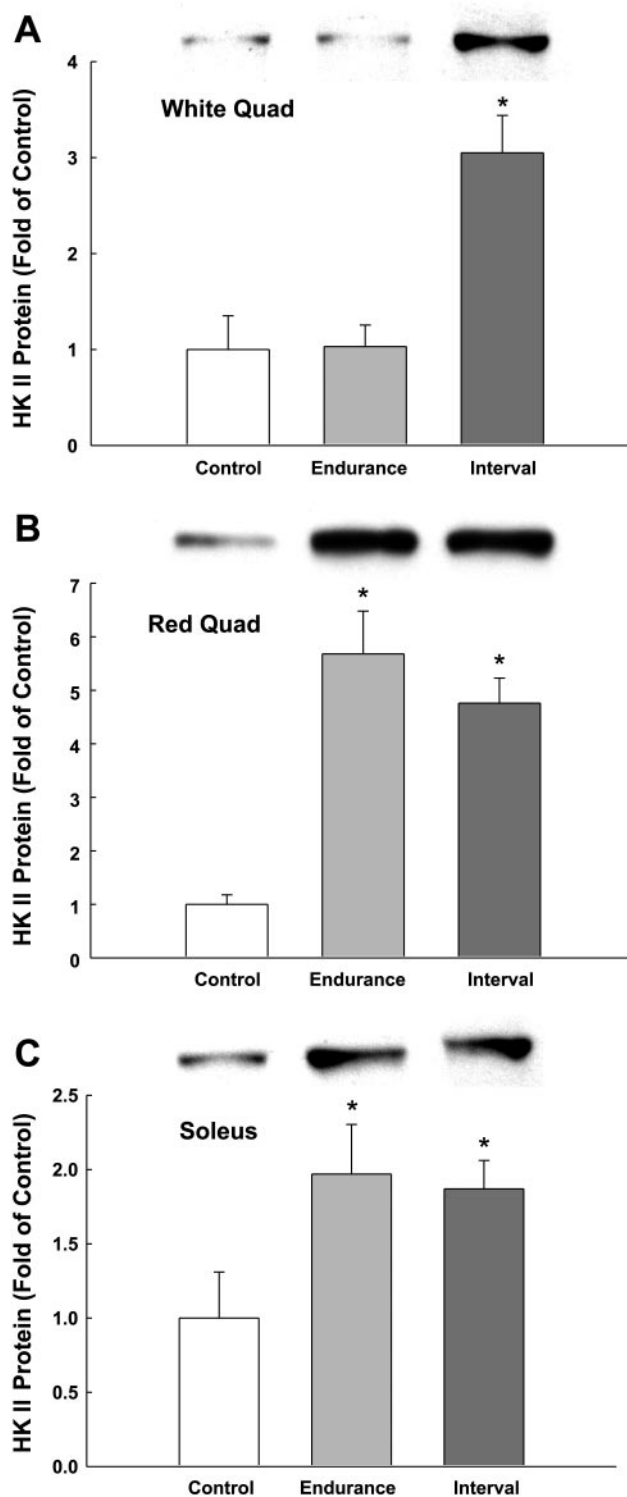 A
4
3
2
1
0
HK II Protein (Fold of Control)
White Quad
*
Control Endurance Interval
B
7
6
5
4
3
2
1
0
HK II Protein (Fold of Control)
Red Quad
*
*
Control Endurance Interval
C
2.5
2.0
1.5
1.0
0.5
0.0
HK II Protein (Fold of Control)
Soleus
*
*
Control Endurance Interval